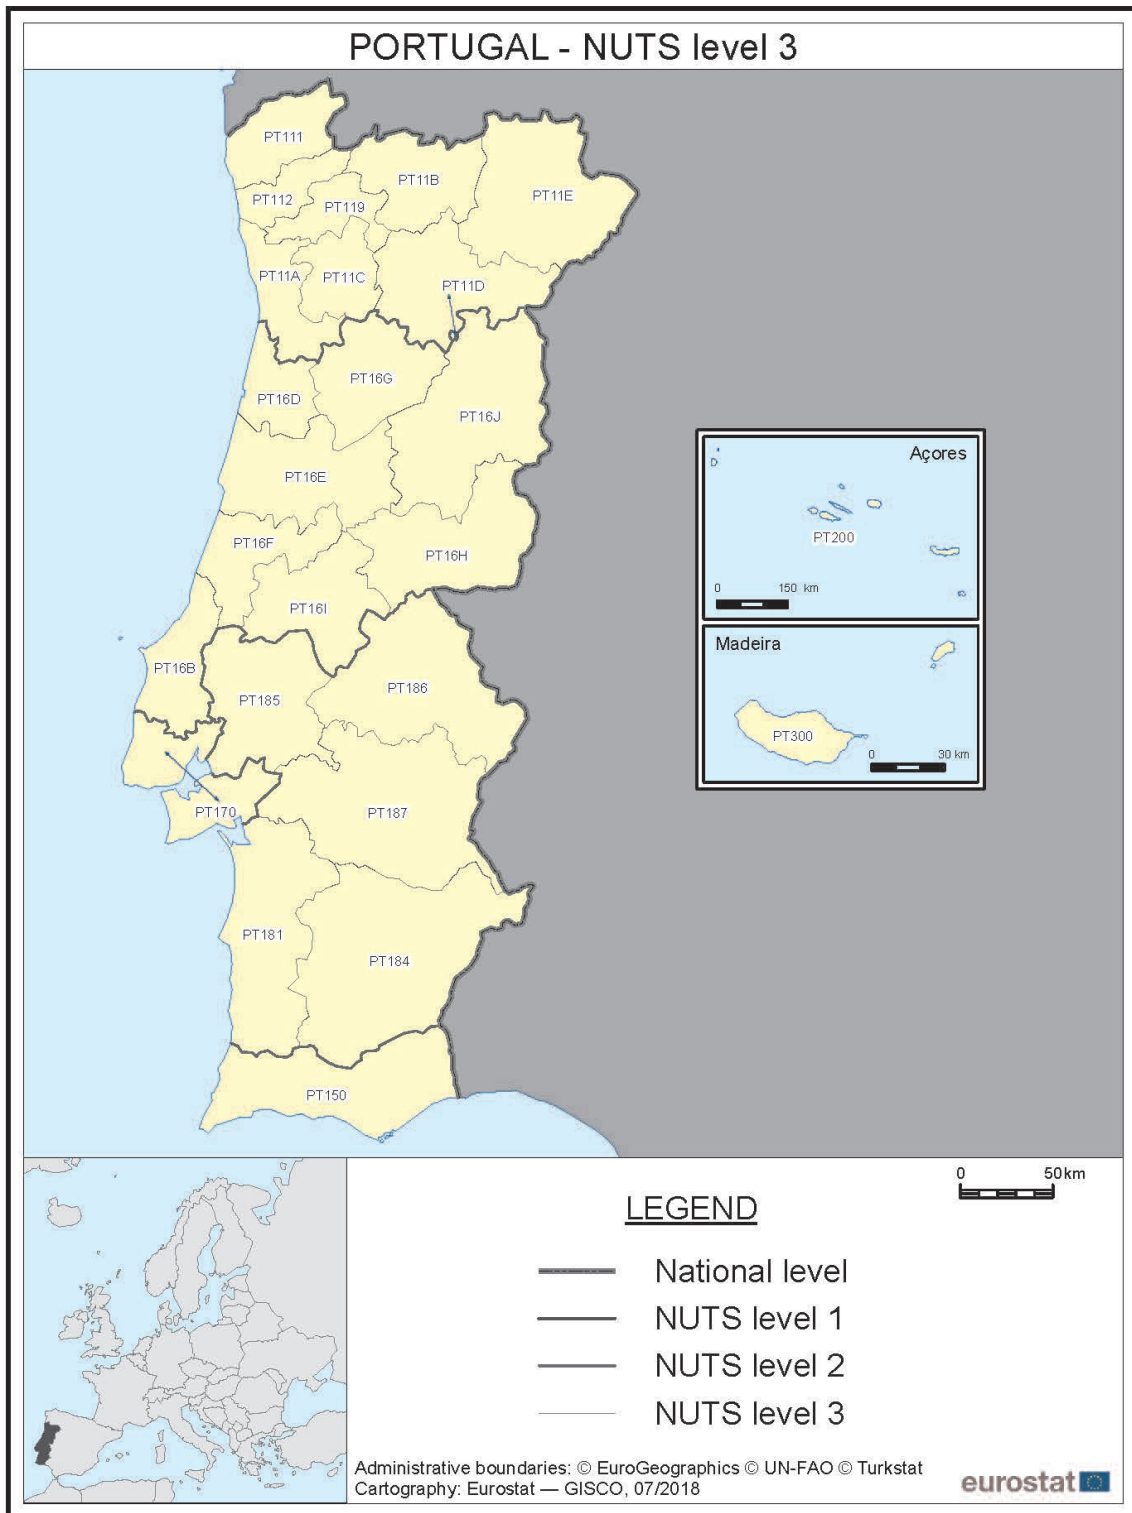 PORTUGAL - NUTS level 3
PT111
PT11B
PT11E
PT112
PT119
PT11A
PT11C
PT11D
PT16G
PT16D
PT16J
PT16E
PT16F
PT16H
PT16I
PT16B
PT185
PT186
PT170
PT187
PT181
PT184
PT150
Açores
PT200
0 150 km
Madeira
PT300
0 30 km
0 50 km
LEGEND
National level
NUTS level 1
NUTS level 2
NUTS level 3
Administrative boundaries: © EuroGeographics © UN-FAO © Turkstat
Cartography: Eurostat — GISCO, 07/2018
eurostat